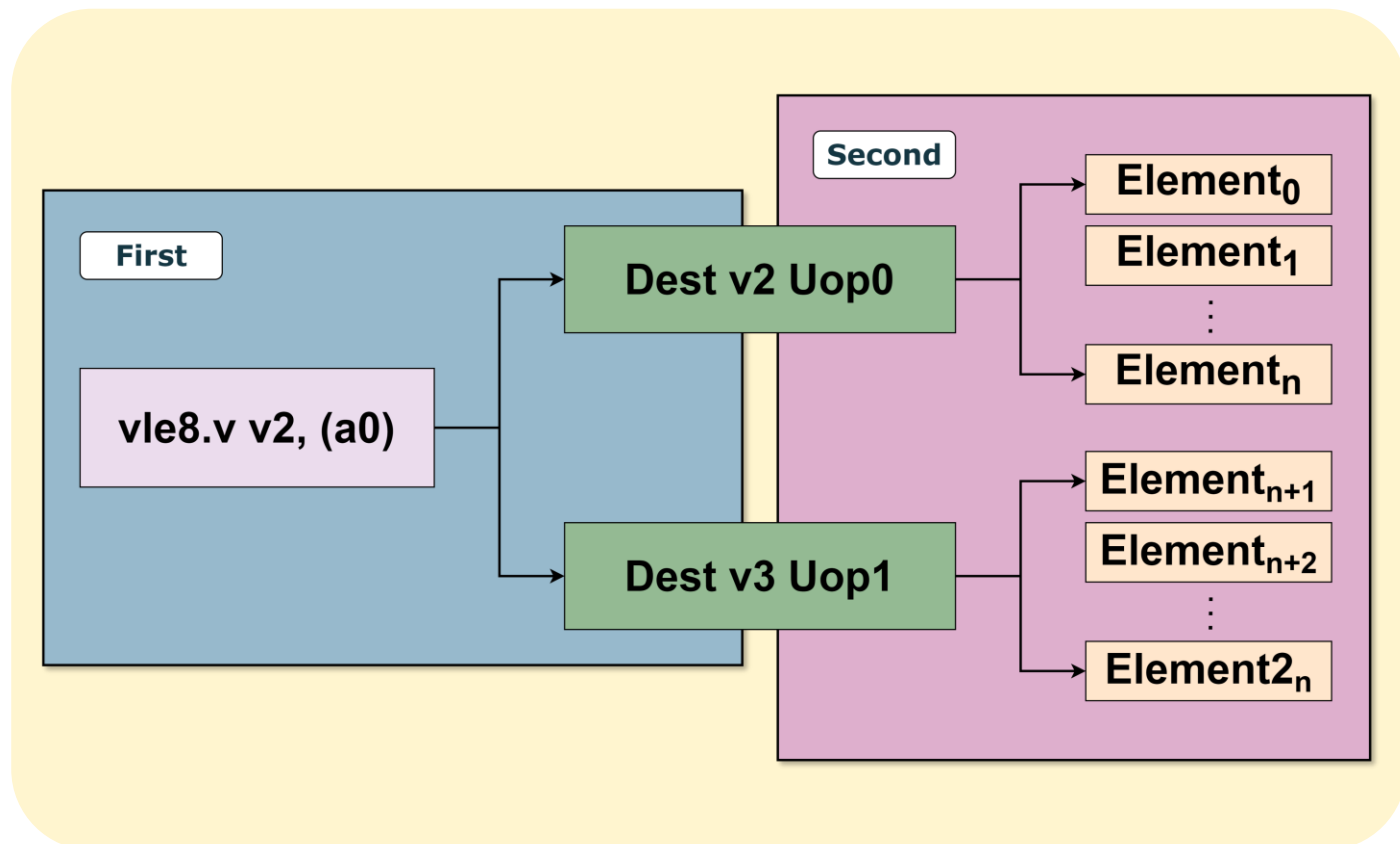 First
vle8.v v2, (a0)
Dest v2 Uop0
Dest v3 Uop1
Second
Element₀
Element₁
⋮
Elementₙ
Elementₙ₊₁
Elementₙ₊₂
⋮
Element2ₙ